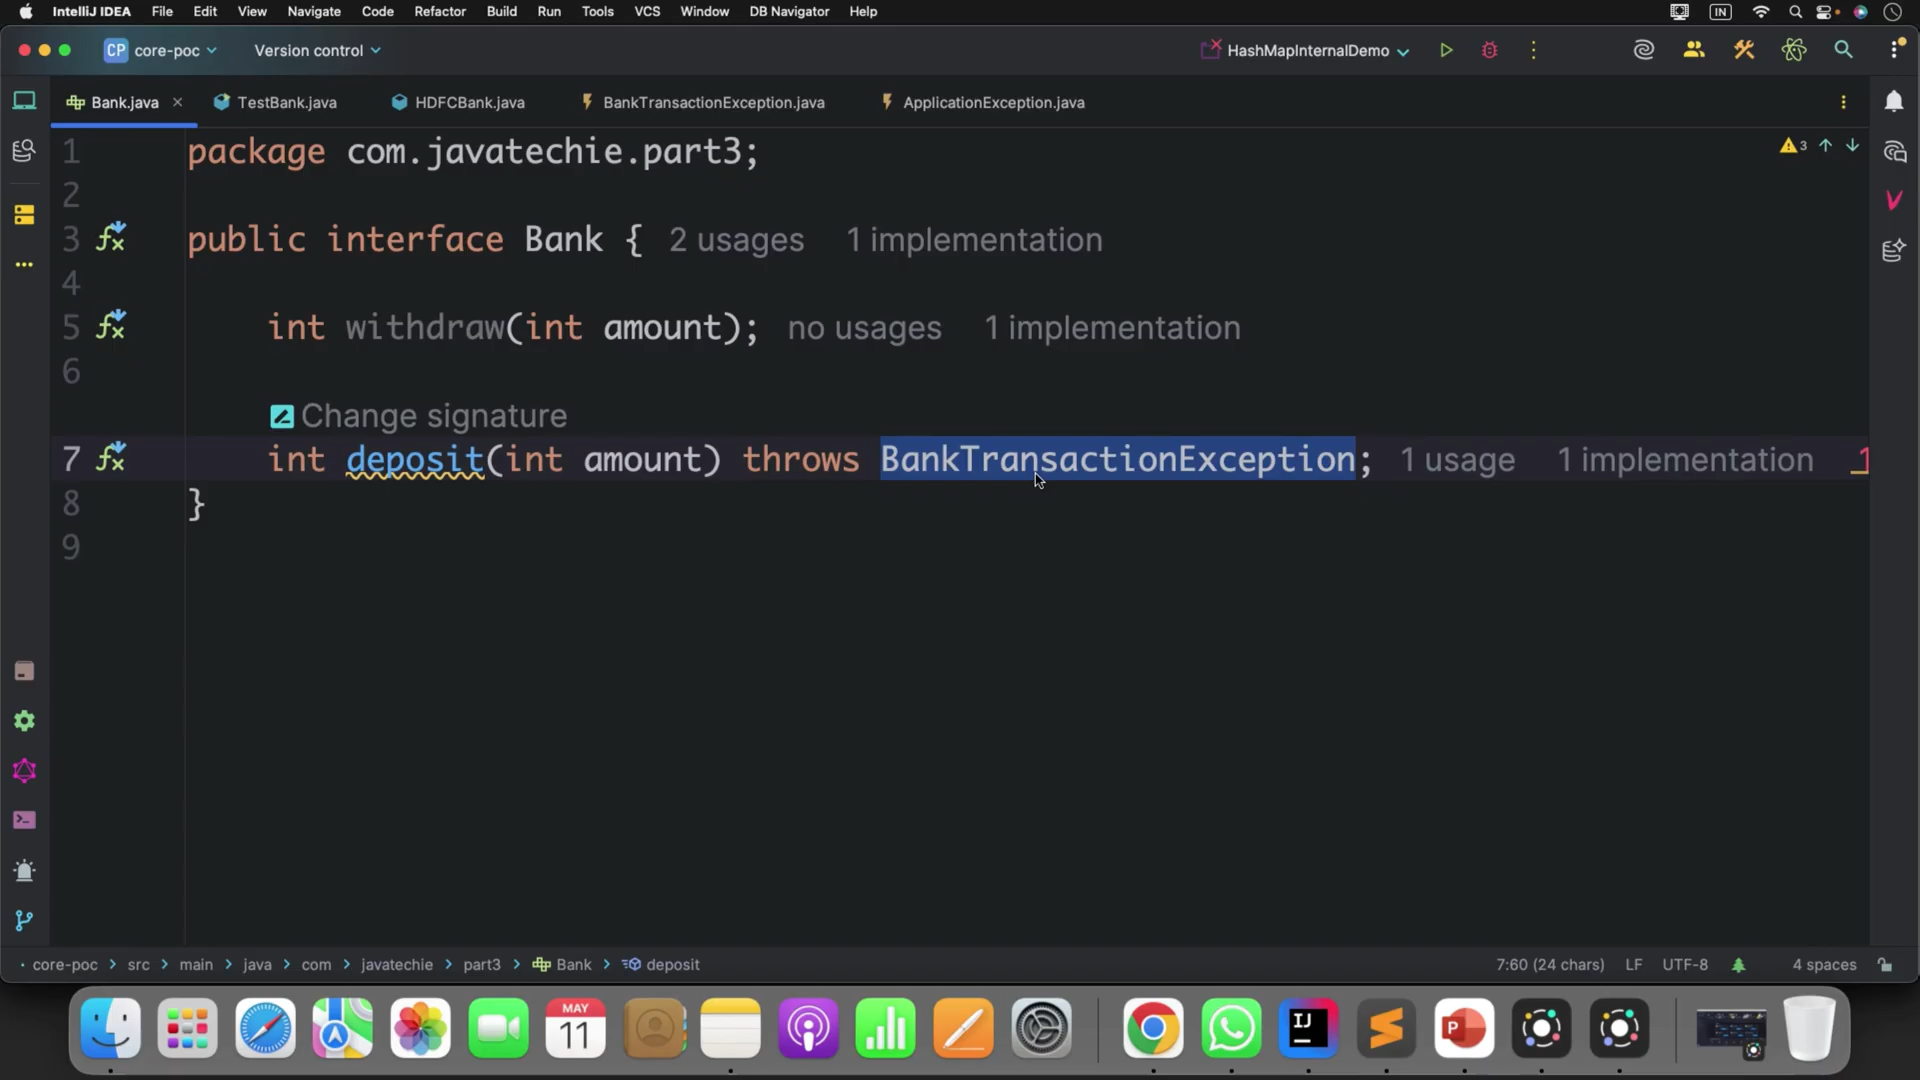 IntelliJ IDEA File Edit View Navigate Code Refactor Build Run Tools VCS Window DB Navigator Help IN
CP core-poc Version control HashMapInternalDemo
Bank.java TestBank.java HDFCBank.java BankTransactionException.java ApplicationException.java
1 package com.javatechie.part3; 3
2
3 public interface Bank { 2 usages 1 implementation
4
5 int withdraw(int amount); no usages 1 implementation
6
Change signature
7 int deposit(int amount) throws BankTransactionException; 1 usage 1 implementation 1
8 }
9
core-poc > src > main > java > com > javatechie > part3 > Bank > deposit 7:60 (24 chars) LF UTF-8 4 spaces
MAY
11
IJ
P